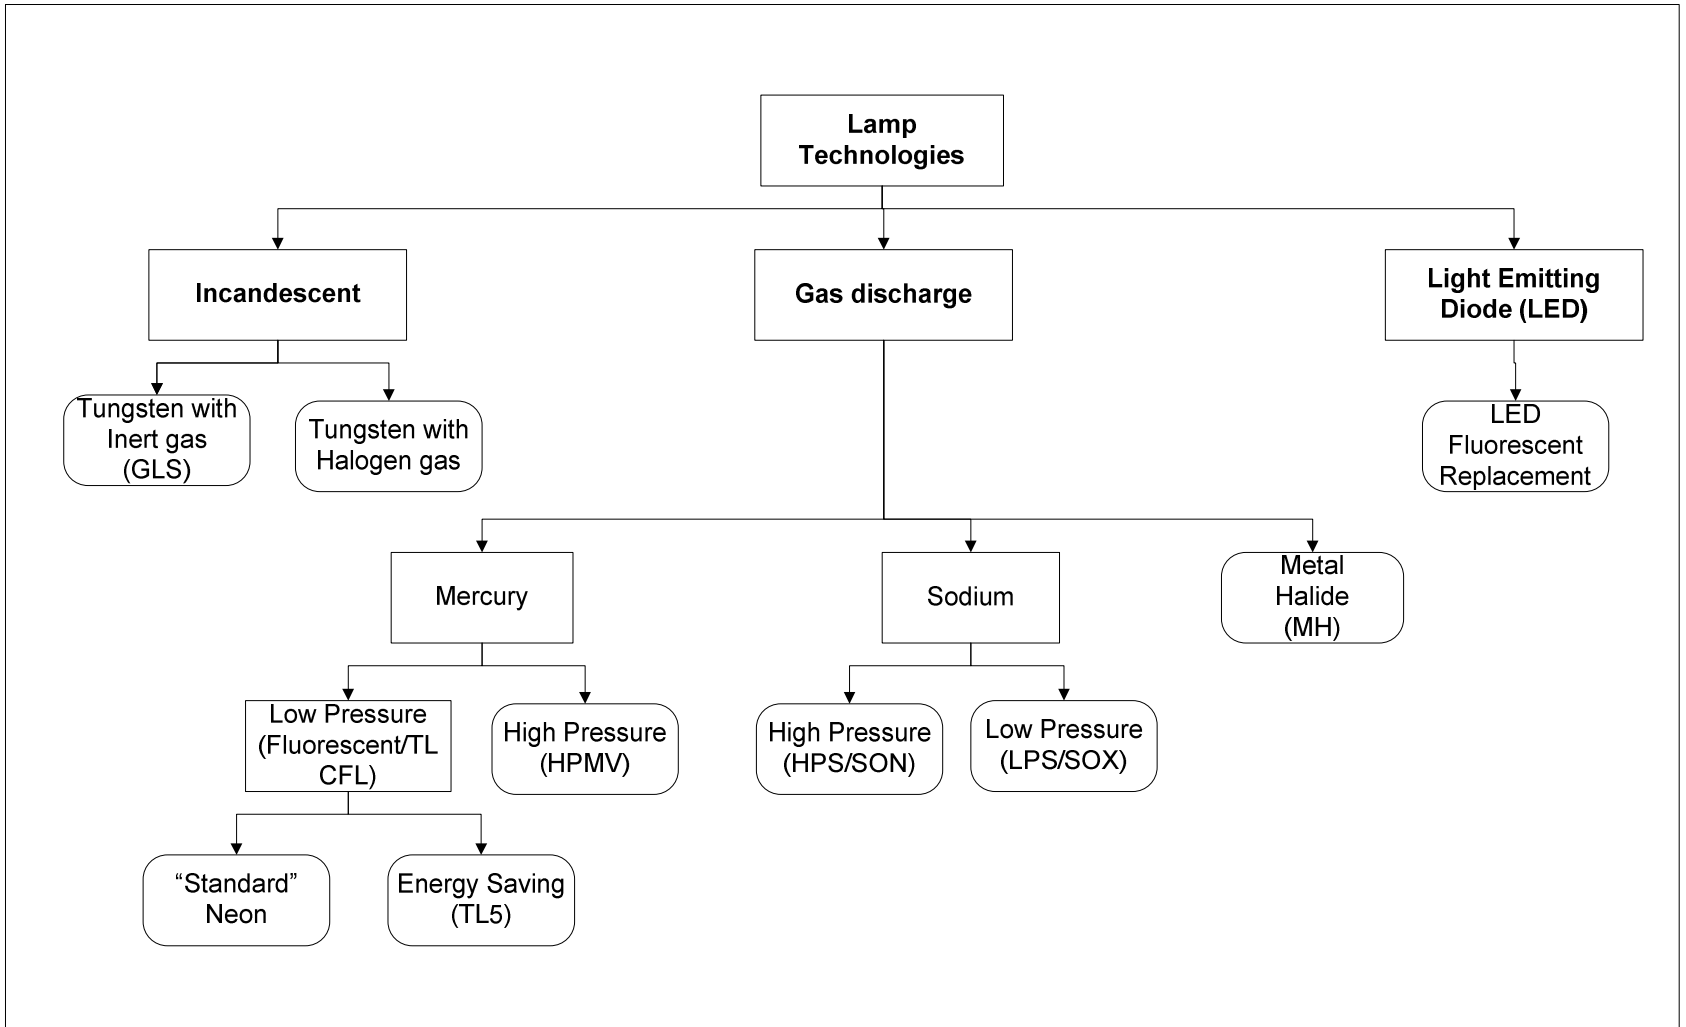 Lamp
Technologies
Incandescent
Gas discharge
Light Emitting
Diode (LED)
Tungsten with
Inert gas
(GLS)
Tungsten with
Halogen gas
LED
Fluorescent
Replacement
Mercury
Sodium
Metal
Halide
(MH)
Low Pressure
(Fluorescent/TL
CFL)
High Pressure
(HPMV)
High Pressure
(HPS/SON)
Low Pressure
(LPS/SOX)
“Standard”
Neon
Energy Saving
(TL5)